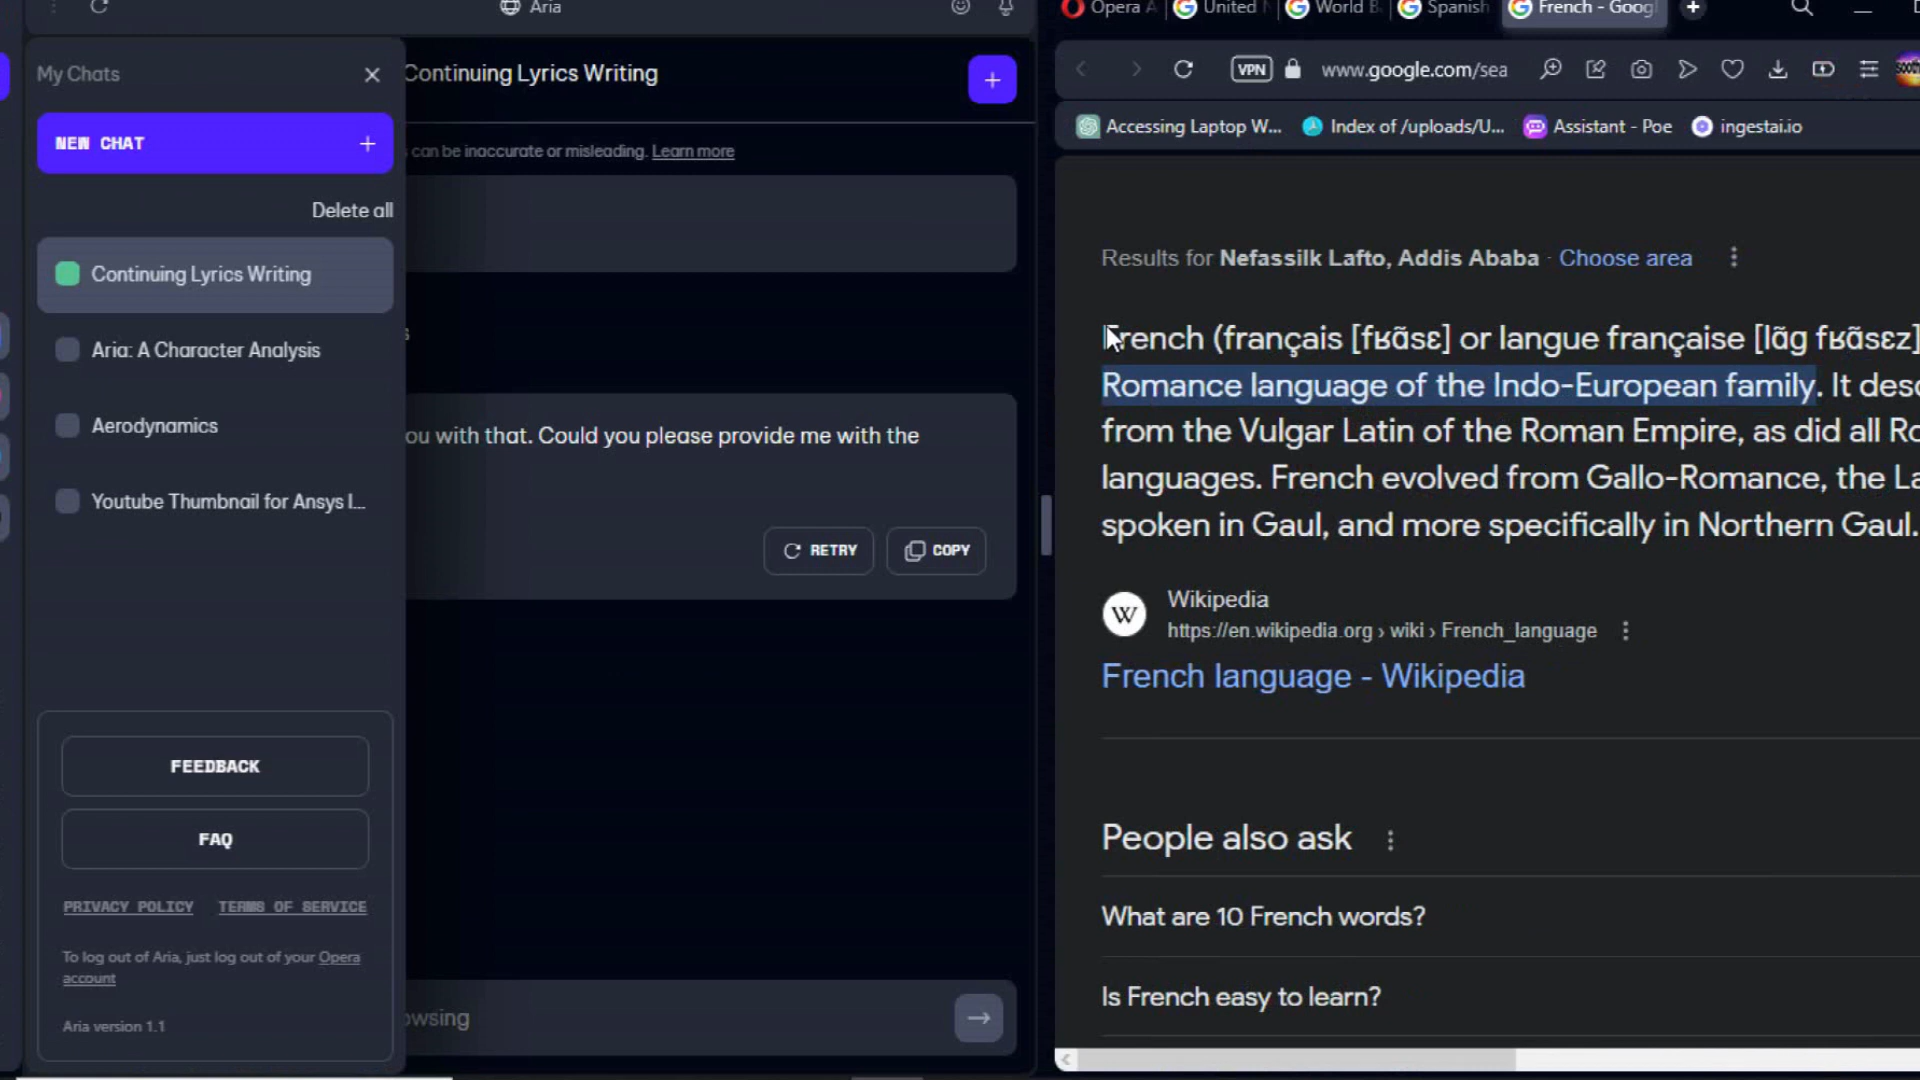 Aria
My Chats
NEW CHAT
Delete all
Continuing Lyrics Writing
Aria: A Character Analysis
Aerodynamics
Youtube Thumbnail for Ansys I...
FEEDBACK
FAQ
PRIVACY POLICY TERMS OF SERVICE
To log out of Aria, just log out of your Opera
account
Aria version 1.1
Continuing Lyrics Writing
can be inaccurate or misleading. Learn more
with that. Could you please provide me with the
RETRY COPY
Opera United World Spanish French - Googl
VPN www.google.com/sea
Accessing Laptop W... Index of /uploads/U... Assistant - Poe ingestai.io
Results for Nefassilk Lafto, Addis Ababa · Choose area
French (français [fʁɑ̃sɛ] or langue française [lɑ̃ɡ fʁɑ̃sɛz]
Romance language of the Indo-European family. It
from the Vulgar Latin of the Roman Empire, as did all
languages. French evolved from Gallo-Romance, the
spoken in Gaul, and more specifically in Northern Gaul.
Wikipedia
https://en.wikipedia.org › wiki › French_language
French language - Wikipedia
People also ask
What are 10 French words?
Is French easy to learn?